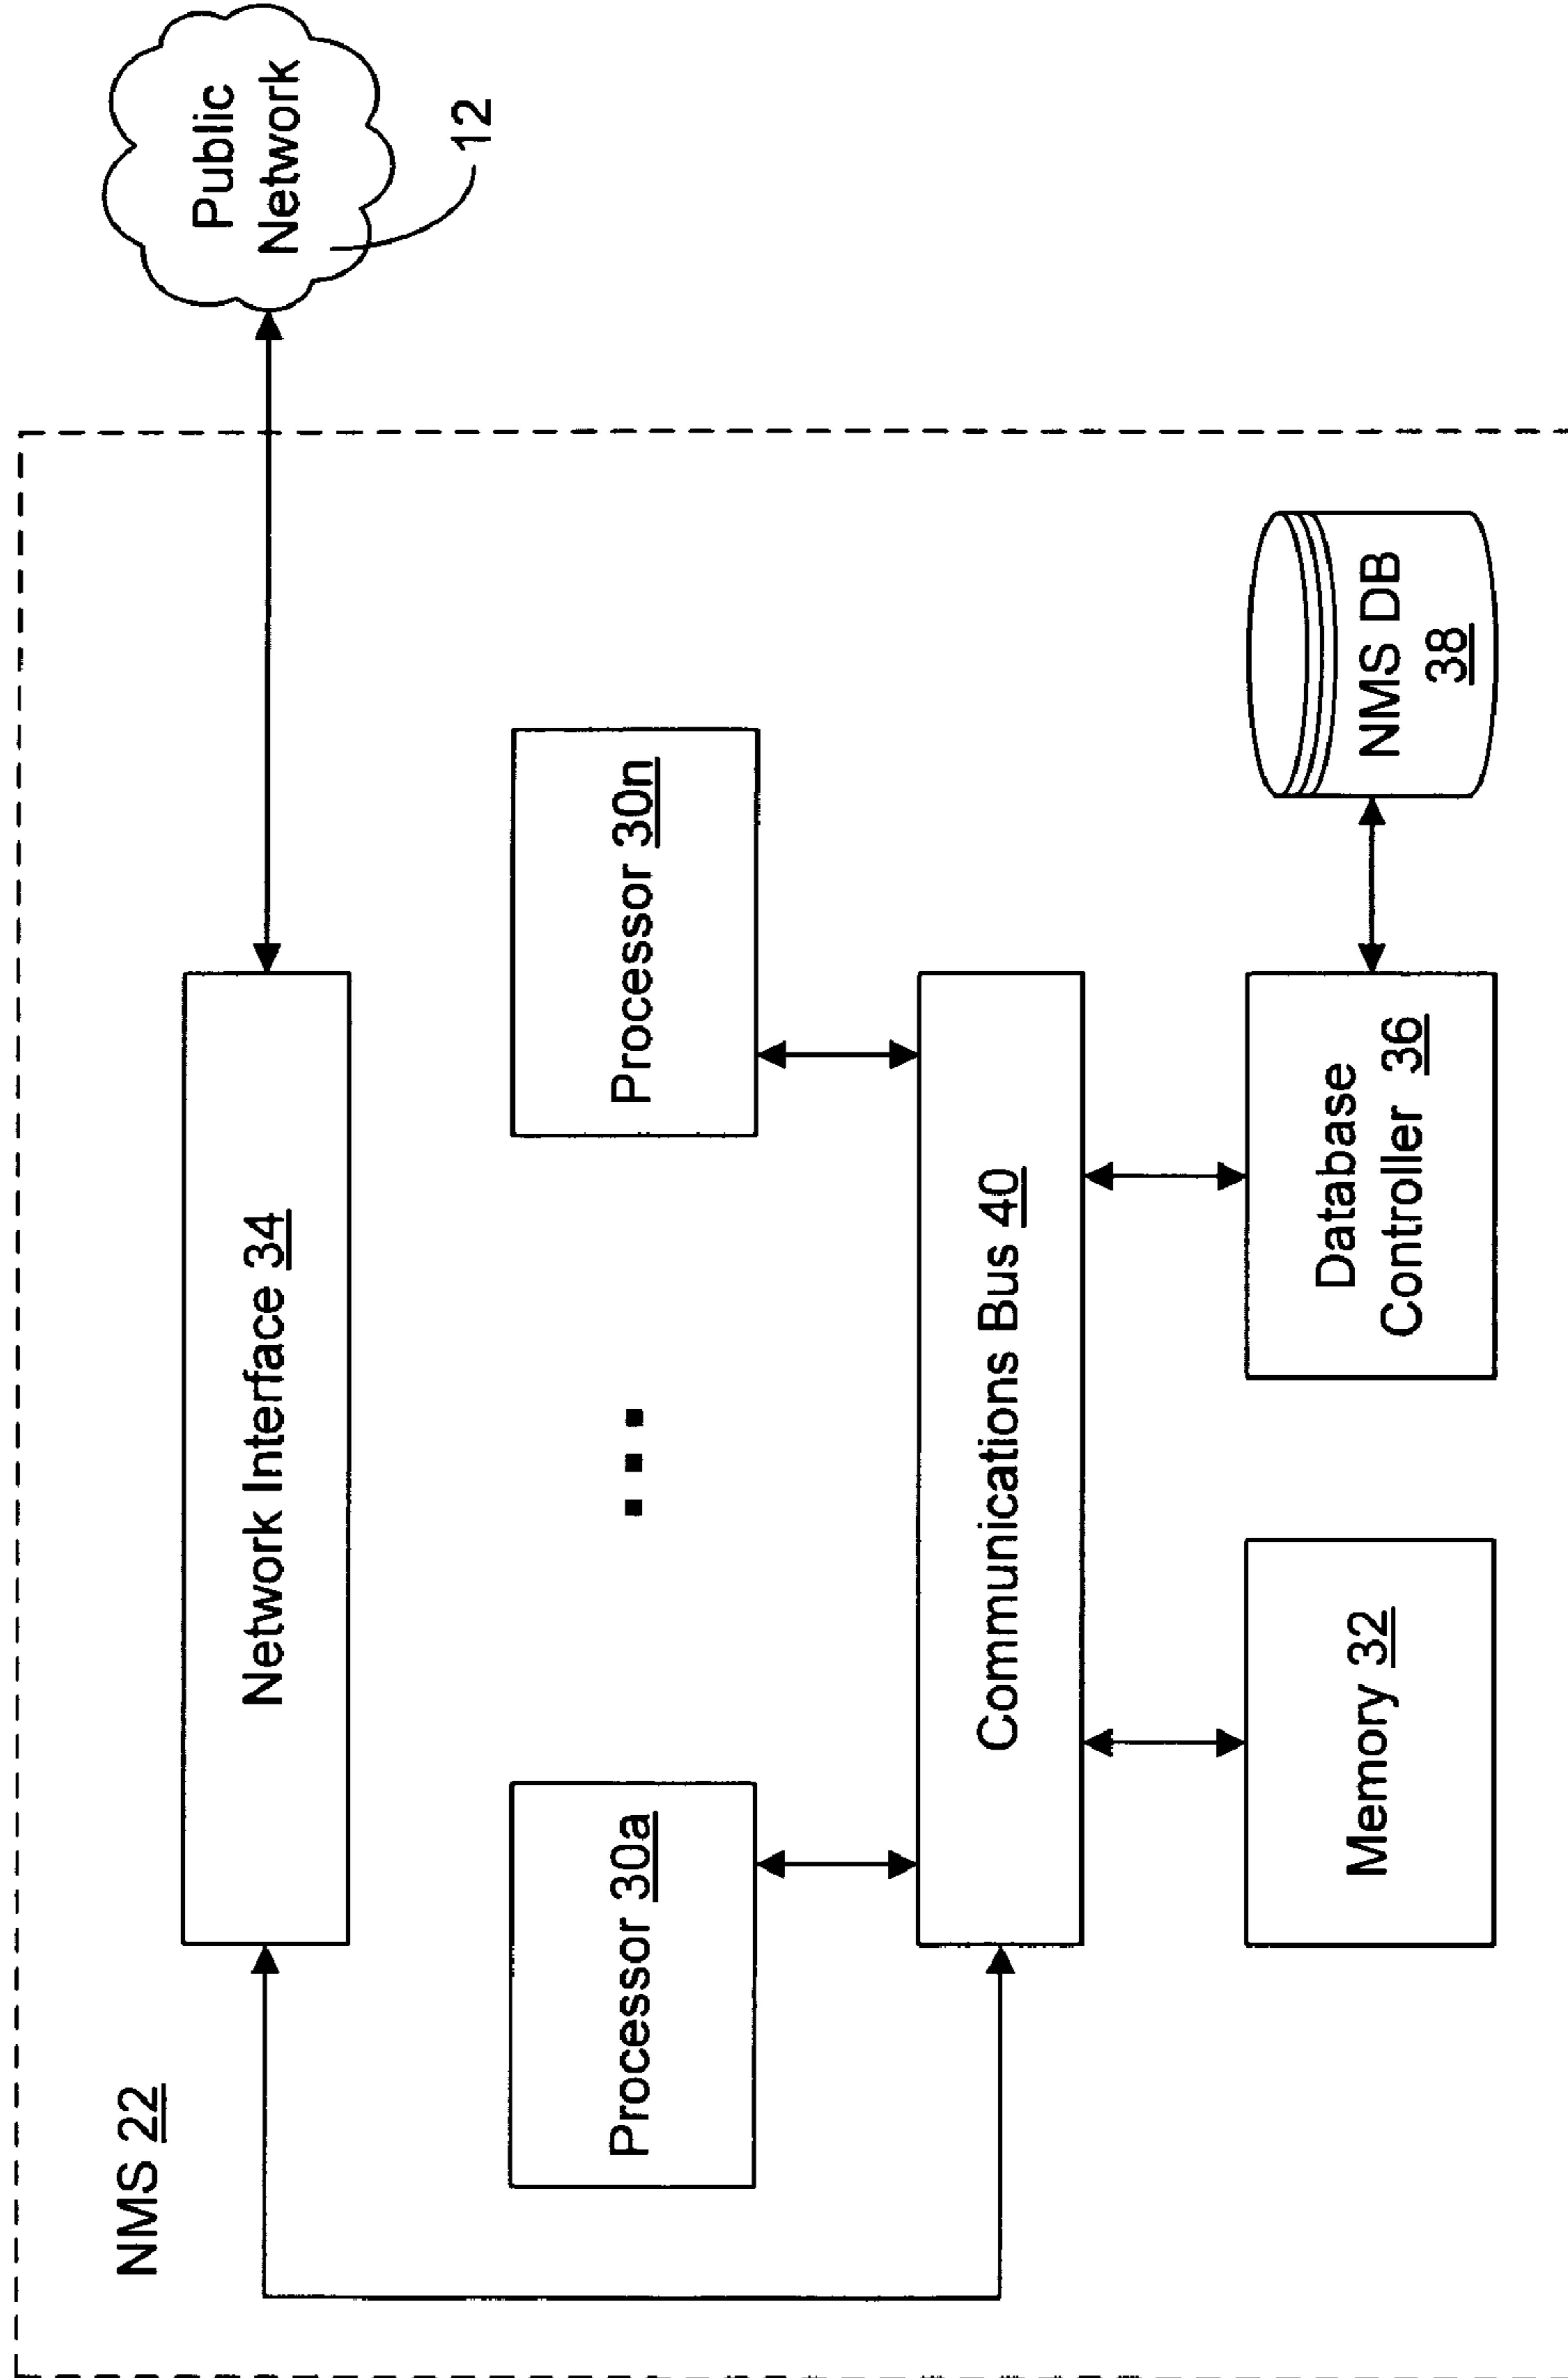 NMS 22
Public
Network
12
Network Interface 34
Processor 30a
Processor 30n
Communications Bus 40
Memory 32
Database
Controller 36
NMS DB
38